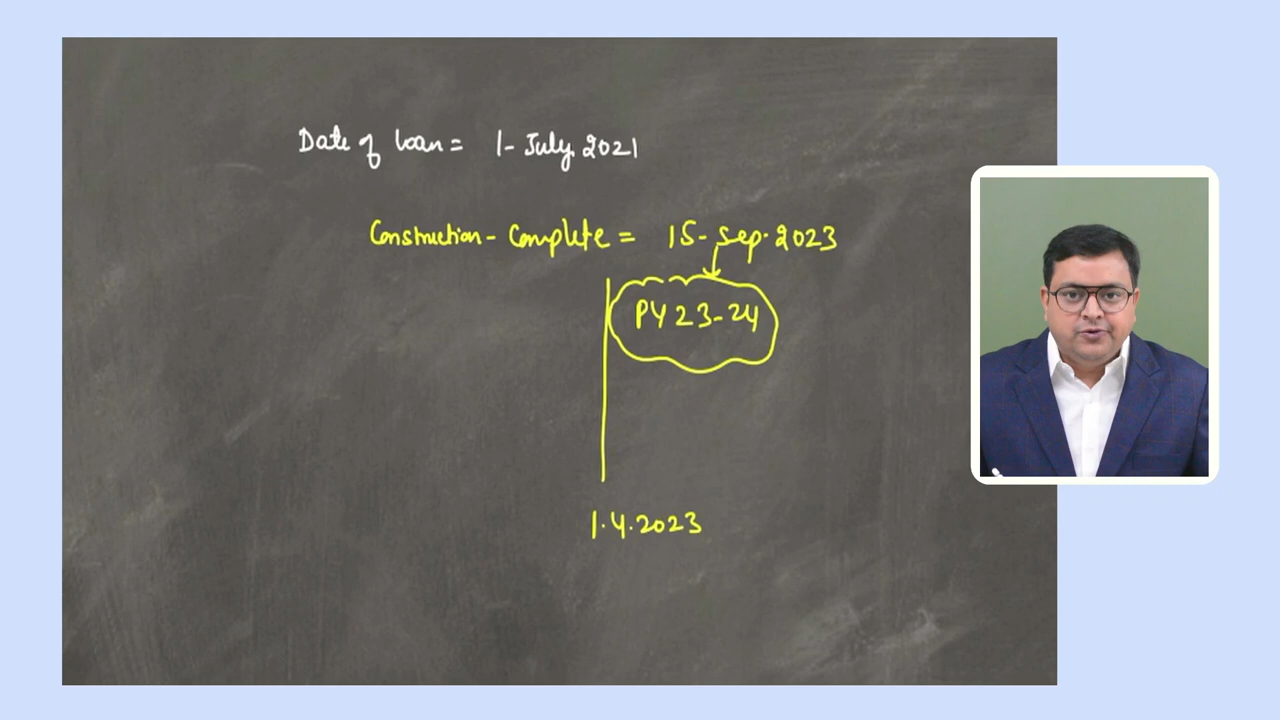 Date of loan = 1- July 2021
Construction - Complete = 15- Sep. 2023
PY 23-24
1.4.2023